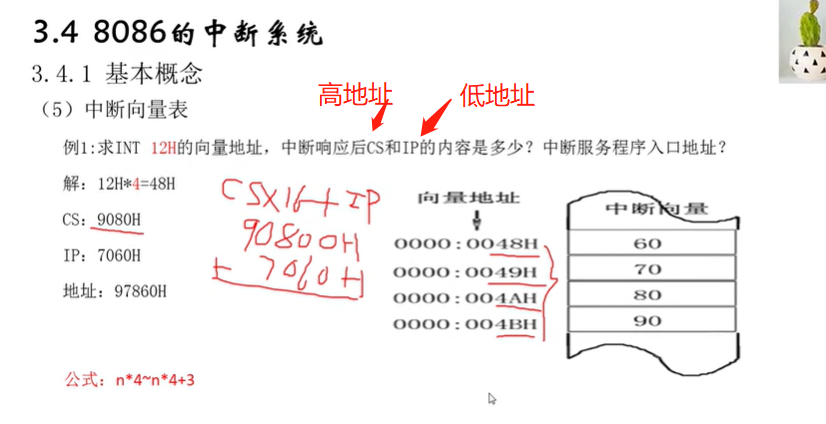 3.4 8086的中断系统
3.4.1 基本概念
（5）中断向量表
高地址
低地址
例1:求INT 12H的向量地址，中断响应后CS和IP的内容是多少？中断服务程序入口地址？
解：12H*4=48H
CS：9080H
IP：7060H
地址：97860H
CS×16+IP
90800H
+ 7060H
向量地址
中断向量
0000:0048H 60
0000:0049H 70
0000:004AH 80
0000:004BH 90
公式：n*4~n*4+3